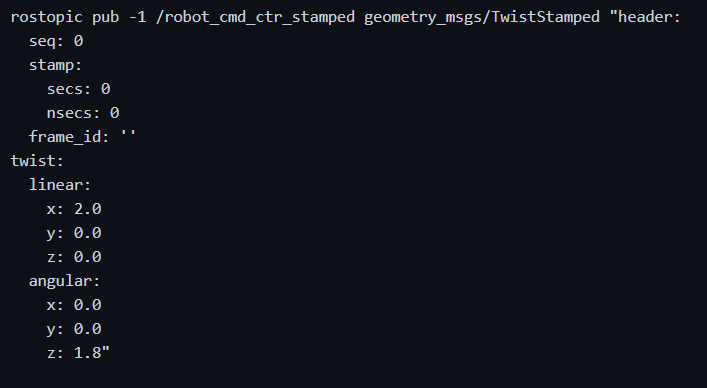 rostopic pub -1 /robot_cmd_ctr_stamped geometry_msgs/TwistStamped "header:
  seq: 0
  stamp:
    secs: 0
    nsecs: 0
  frame_id: ''
twist:
  linear:
    x: 2.0
    y: 0.0
    z: 0.0
  angular:
    x: 0.0
    y: 0.0
    z: 1.8"